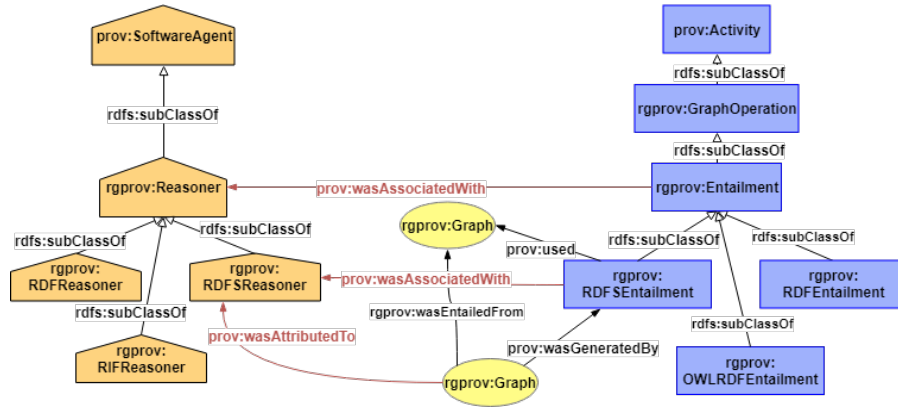 prov:SoftwareAgent
prov:Activity
rdfs:subClassOf
rgprov:GraphOperation
rdfs:subClassOf
rdfs:subClassOf
rgprov:Reasoner
prov:wasAssociatedWith
rgprov:Entailment
rgprov:Graph
rdfs:subClassOf
rdfs:subClassOf
prov:used
rdfs:subClassOf
rdfs:subClassOf
rgprov:
RDFReasoner
rgprov:
RDFSReasoner
prov:wasAssociatedWith
rgprov:
RDFSEntailment
rgprov:
RDFEntailment
rdfs:subClassOf
rgprov:wasEntailedFrom
prov:wasAttributedTo
rdfs:subClassOf
prov:wasGeneratedBy
rgprov:
RIFReasoner
rgprov:Graph
rgprov:
OWLRDFEntailment